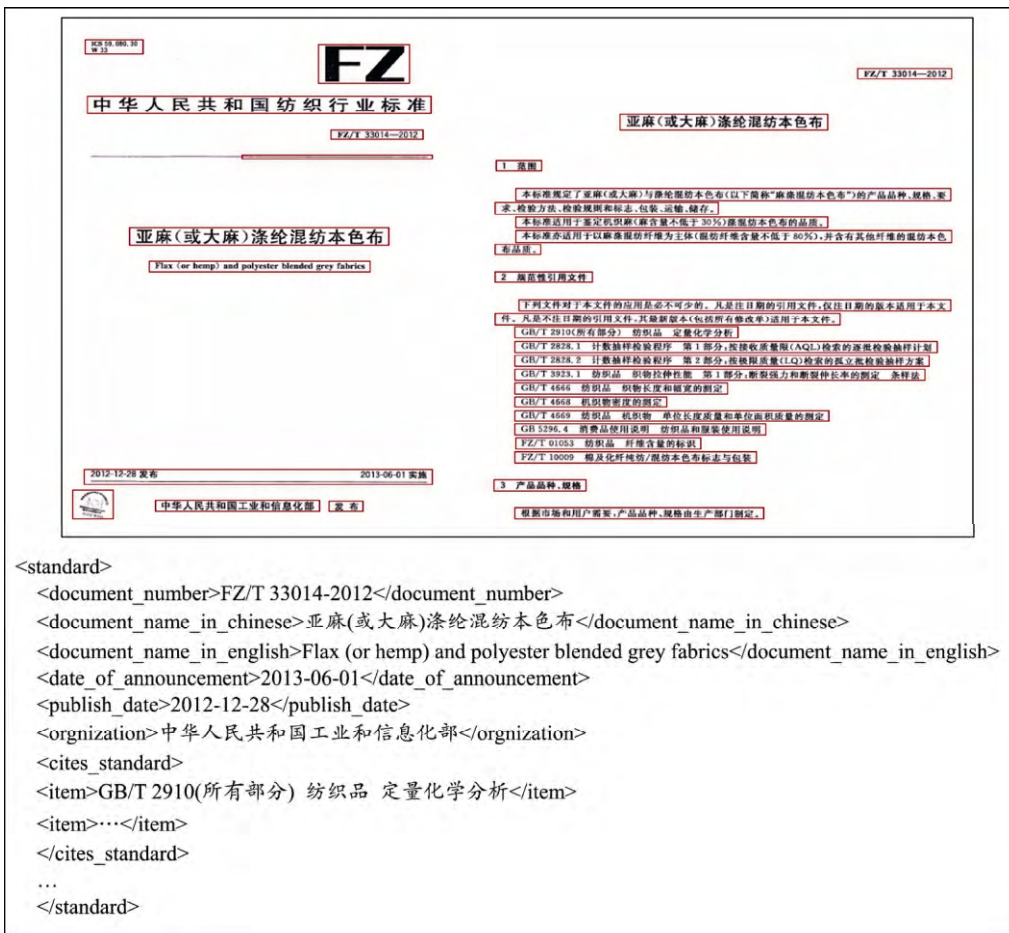 ICS 59.080.30
W 33
FZ
中华人民共和国纺织行业标准
FZ/T 33014—2012
亚麻(或大麻)涤纶混纺本色布
Flax (or hemp) and polyester blended grey fabrics
2012-12-28 发布 2013-06-01 实施
中华人民共和国工业和信息化部 发布
FZ/T 33014—2012
亚麻(或大麻)涤纶混纺本色布
1 范围
本标准规定了亚麻(或大麻)与涤纶混纺本色布(以下简称“麻涤混纺本色布”)的产品品种、规格、要
求、检验方法、检验规则和标志、包装、运输、储存。
本标准适用于鉴定机织麻(麻含量不低于30%)涤混纺本色布的品质。
本标准亦适用于以麻涤混纺纤维为主体(混纺纤维含量不低于80%),并含有其他纤维的混纺本色
布品质。
2 规范性引用文件
下列文件对于本文件的应用是必不可少的。凡是注日期的引用文件,仅注日期的版本适用于本文
件。凡是不注日期的引用文件,其最新版本(包括所有修改单)适用于本文件。
GB/T 2910(所有部分) 纺织品 定量化学分析
GB/T 2828.1 计数抽样检验程序 第1部分:按接收质量限(AQL)检索的逐批检验抽样计划
GB/T 2828.2 计数抽样检验程序 第2部分:按极限质量(LQ)检索的孤立批检验抽样方案
GB/T 3923.1 纺织品 织物拉伸性能 第1部分:断裂强力和断裂伸长率的测定 条样法
GB/T 4666 纺织品 织物长度和幅宽的测定
GB/T 4668 机织物密度的测定
GB/T 4669 纺织品 机织物 单位长度质量和单位面积质量的测定
GB 5296.4 消费品使用说明 纺织品和服装使用说明
FZ/T 01053 纺织品 纤维含量的标识
FZ/T 10009 棉及化纤纯纺/混纺本色布标志与包装
3 产品品种、规格
根据市场和用户需要,产品品种、规格由生产部门制定。
<standard>
<document_number>FZ/T 33014-2012</document_number>
<document_name_in_chinese>亚麻(或大麻)涤纶混纺本色布</document_name_in_chinese>
<document_name_in_english>Flax (or hemp) and polyester blended grey fabrics</document_name_in_english>
<date_of_announcement>2013-06-01</date_of_announcement>
<publish_date>2012-12-28</publish_date>
<orgnization>中华人民共和国工业和信息化部</orgnization>
<cites_standard>
<item>GB/T 2910(所有部分) 纺织品 定量化学分析</item>
<item>…</item>
</cites_standard>
…
</standard>